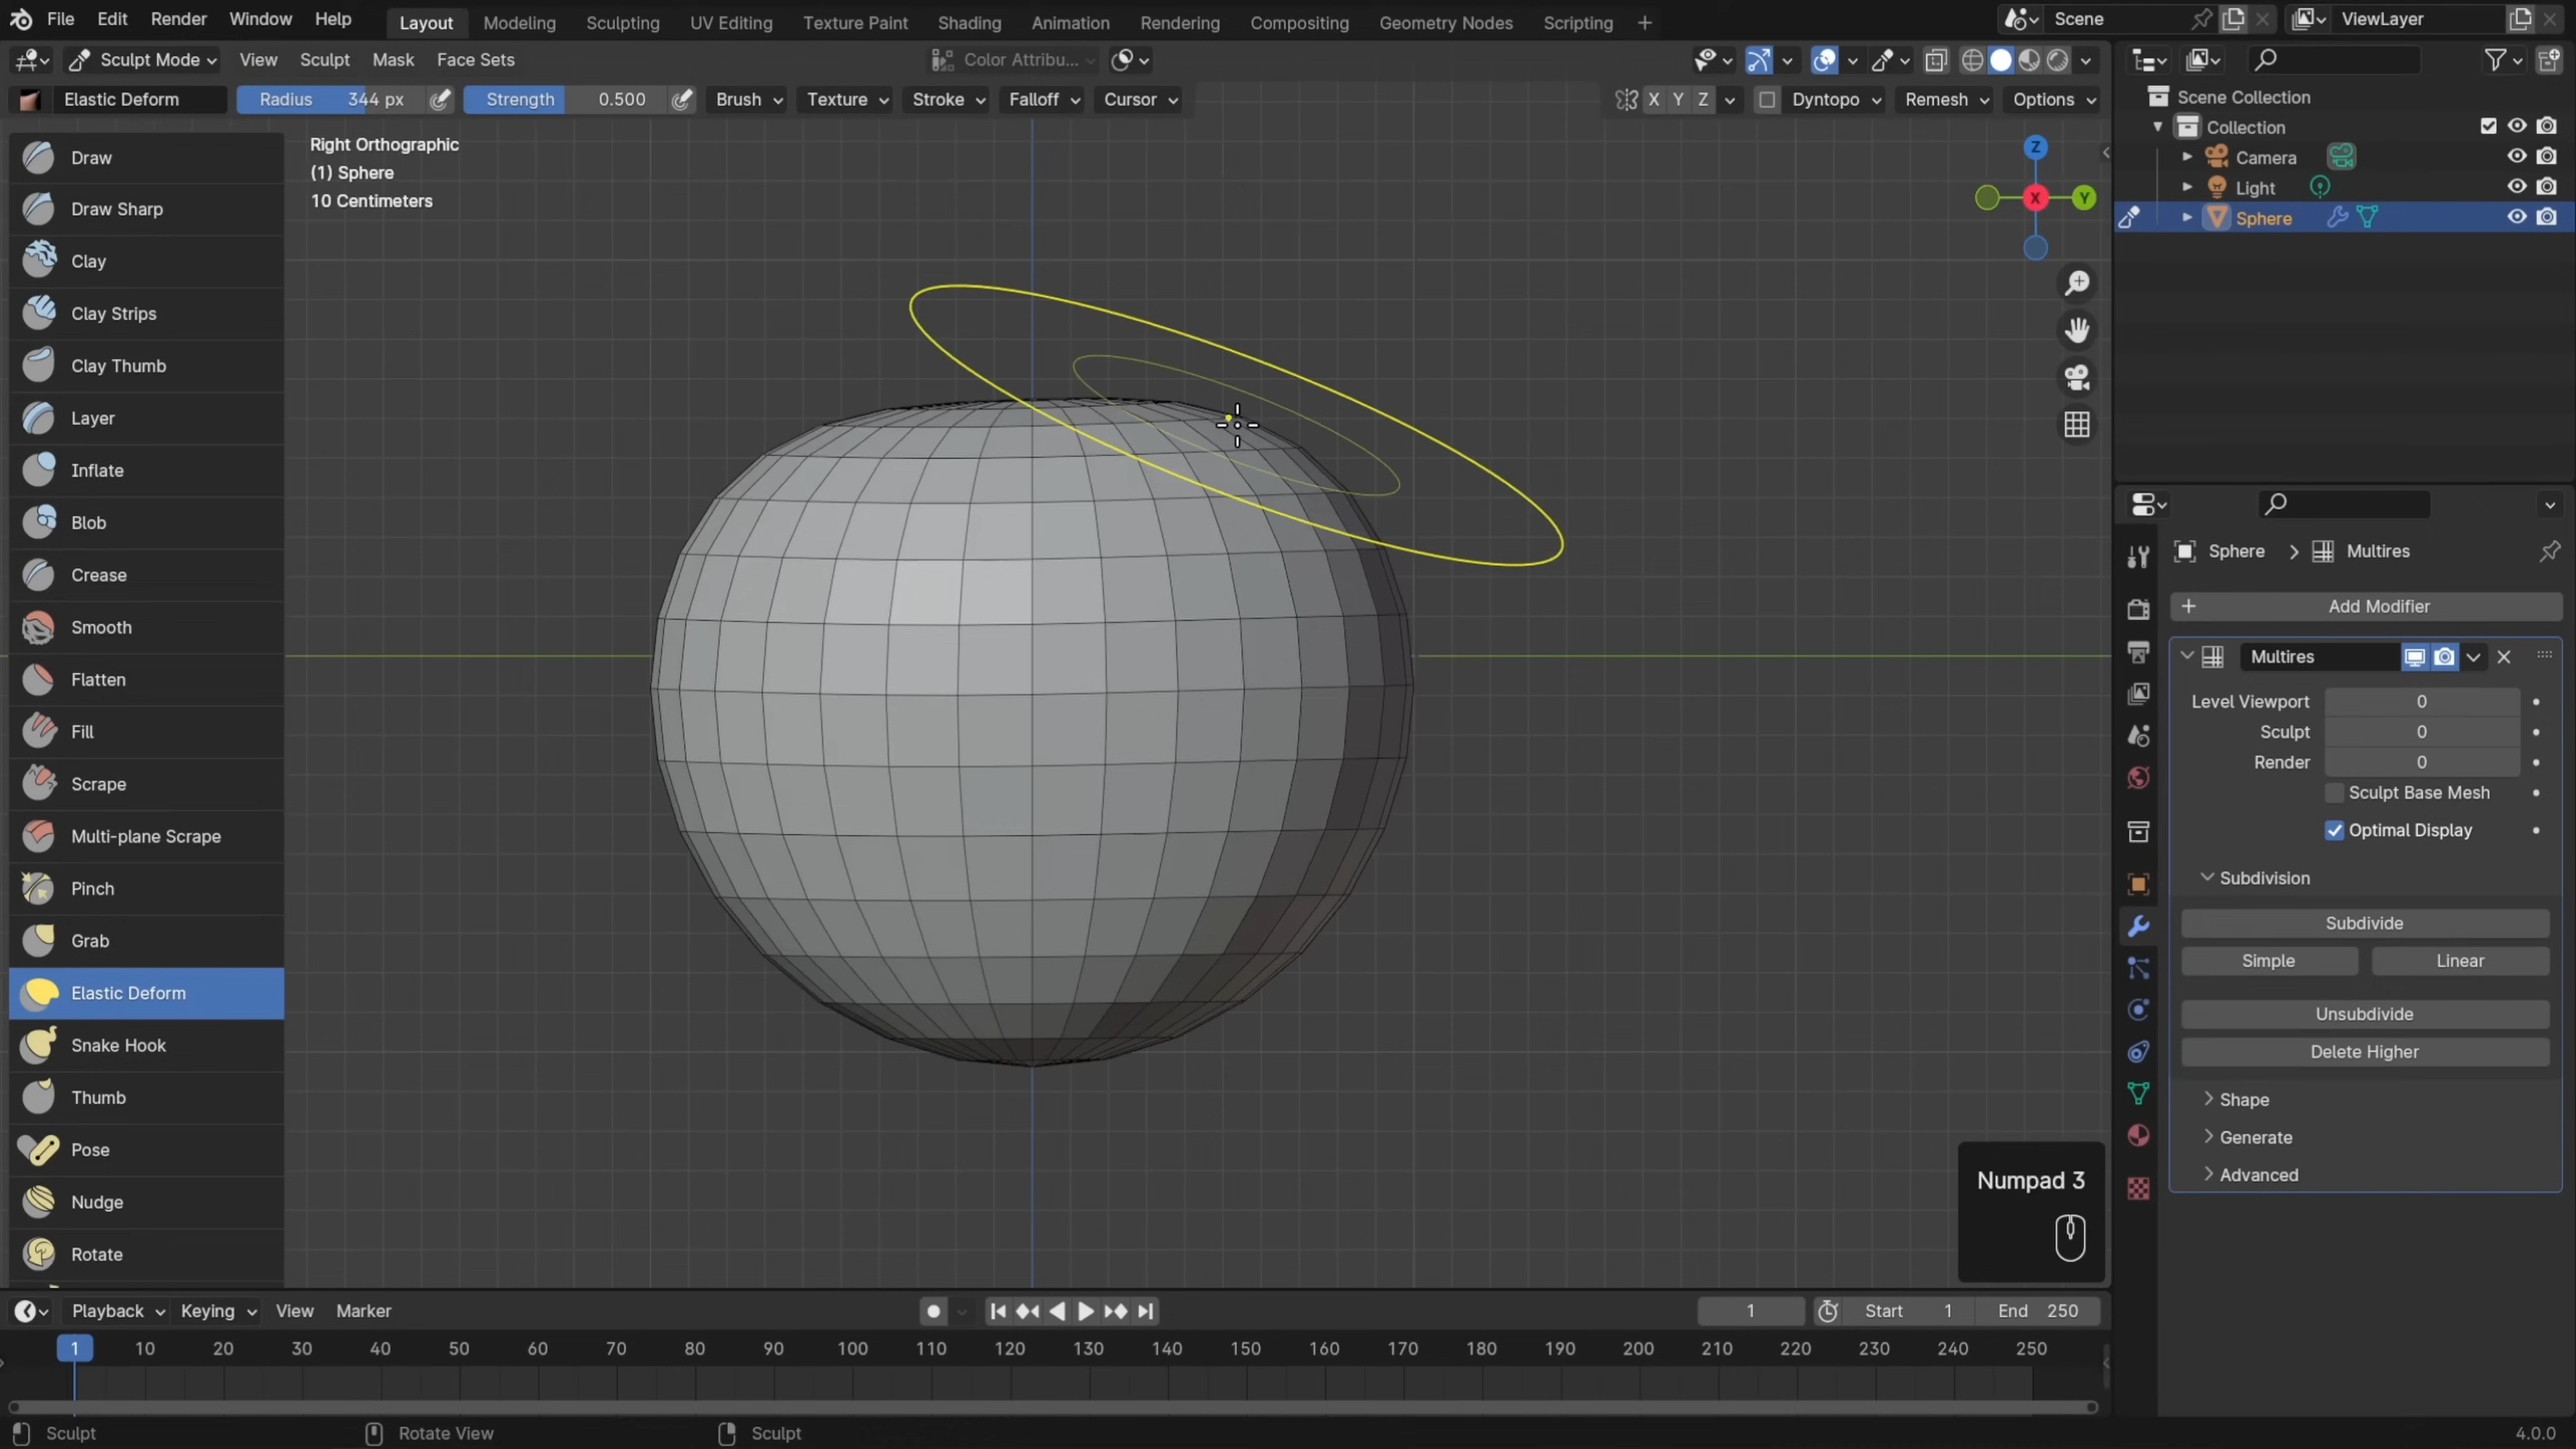 File Edit Render Window Help Layout Modeling Sculpting UV Editing Texture Paint Shading Animation Rendering Compositing Geometry Nodes Scripting + Scene ViewLayer
Sculpt Mode View Sculpt Mask Face Sets Color Attribu...
Elastic Deform Radius 344 px Strength 0.500 Brush Texture Stroke Falloff Cursor X Y Z Dyntopo Remesh Options
Draw
Draw Sharp
Clay
Clay Strips
Clay Thumb
Layer
Inflate
Blob
Crease
Smooth
Flatten
Fill
Scrape
Multi-plane Scrape
Pinch
Grab
Elastic Deform
Snake Hook
Thumb
Pose
Nudge
Rotate
Right Orthographic
(1) Sphere
10 Centimeters
Z
X Y
Numpad 3
Scene Collection
Collection
Camera
Light
Sphere
Sphere > Multires
+ Add Modifier
Multires
Level Viewport 0
Sculpt 0
Render 0
Sculpt Base Mesh
Optimal Display
Subdivision
Subdivide
Simple Linear
Unsubdivide
Delete Higher
Shape
Generate
Advanced
Playback Keying View Marker 1 Start 1 End 250
1 10 20 30 40 50 60 70 80 90 100 110 120 130 140 150 160 170 180 190 200 210 220 230 240 250
Sculpt Rotate View Sculpt 4.0.0